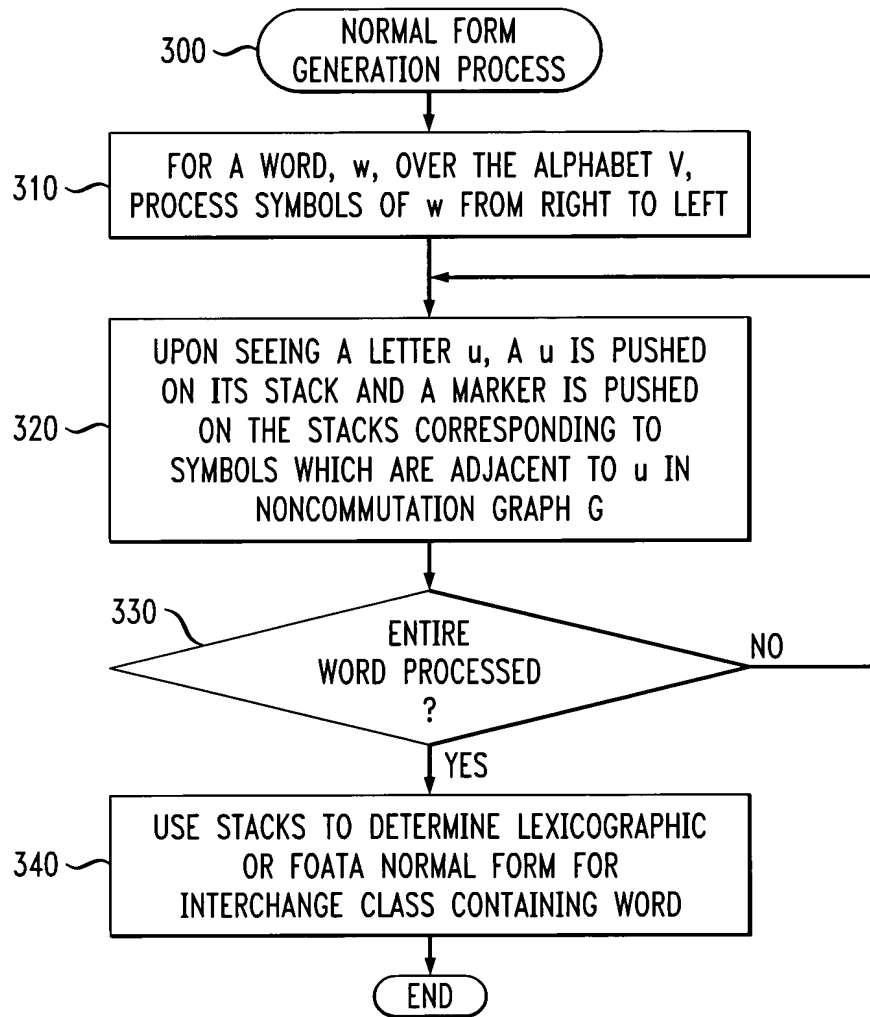 300
NORMAL FORM
GENERATION PROCESS
310
FOR A WORD, w, OVER THE ALPHABET V,
PROCESS SYMBOLS OF w FROM RIGHT TO LEFT
320
UPON SEEING A LETTER u, A u IS PUSHED
ON ITS STACK AND A MARKER IS PUSHED
ON THE STACKS CORRESPONDING TO
SYMBOLS WHICH ARE ADJACENT TO u IN
NONCOMMUTATION GRAPH G
330
ENTIRE
WORD PROCESSED
?
NO
YES
340
USE STACKS TO DETERMINE LEXICOGRAPHIC
OR FOATA NORMAL FORM FOR
INTERCHANGE CLASS CONTAINING WORD
END